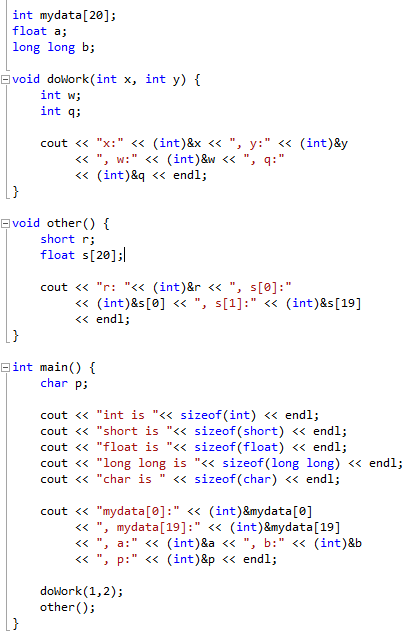 int mydata[20];
float a;
long long b;
void doWork(int x, int y) {
int w;
int q;
cout << "x:" << (int)&x << ", y:" << (int)&y
<< ", w:" << (int)&w << ", q:"
<< (int)&q << endl;
}
void other() {
short r;
float s[20];
cout << "r: "<< (int)&r << ", s[0]:"
<< (int)&s[0] << ", s[1]:" << (int)&s[19]
<< endl;
}
int main() {
char p;
cout << "int is "<< sizeof(int) << endl;
cout << "short is "<< sizeof(short) << endl;
cout << "float is "<< sizeof(float) << endl;
cout << "long long is "<< sizeof(long long) << endl;
cout << "char is " << sizeof(char) << endl;
cout << "mydata[0]:" << (int)&mydata[0]
<< ", mydata[19]:" << (int)&mydata[19]
<< ", a:" << (int)&a << ", b:" << (int)&b
<< ", p:" << (int)&p << endl;
doWork(1,2);
other();
}